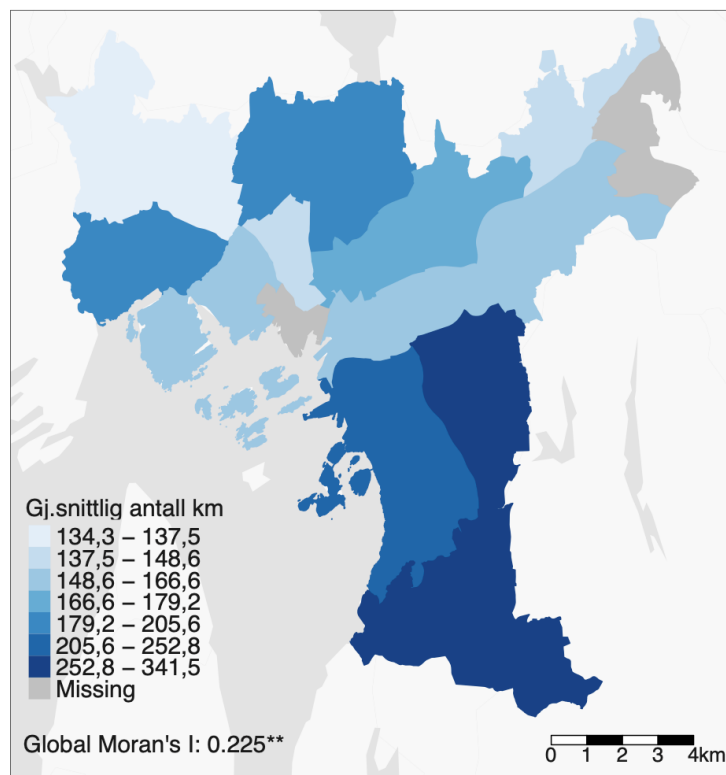 Gj.snittlig antall km
134,3 – 137,5
137,5 – 148,6
148,6 – 166,6
166,6 – 179,2
179,2 – 205,6
205,6 – 252,8
252,8 – 341,5
Missing
Global Moran's I: 0.225**
0 1 2 3 4km